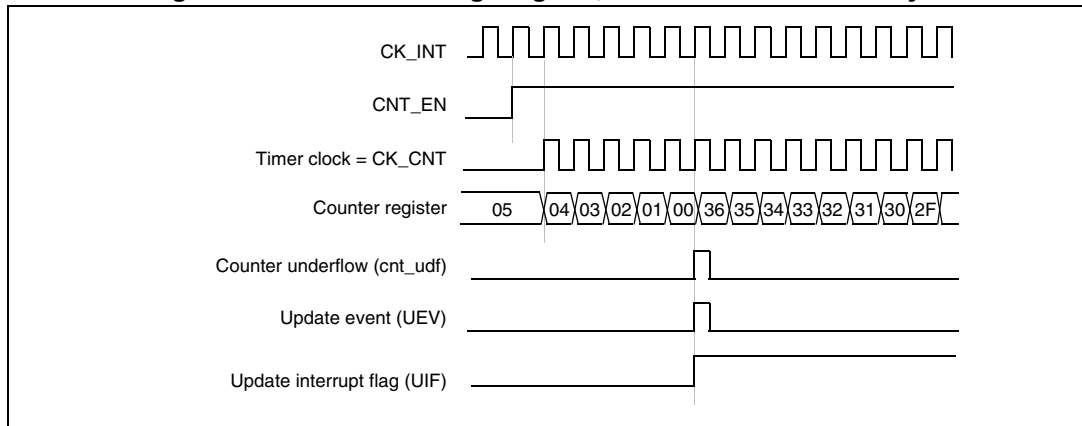 CK_INT
CNT_EN
Timer clock = CK_CNT
Counter register 05 04 03 02 01 00 36 35 34 33 32 31 30 2F
Counter underflow (cnt_udf)
Update event (UEV)
Update interrupt flag (UIF)